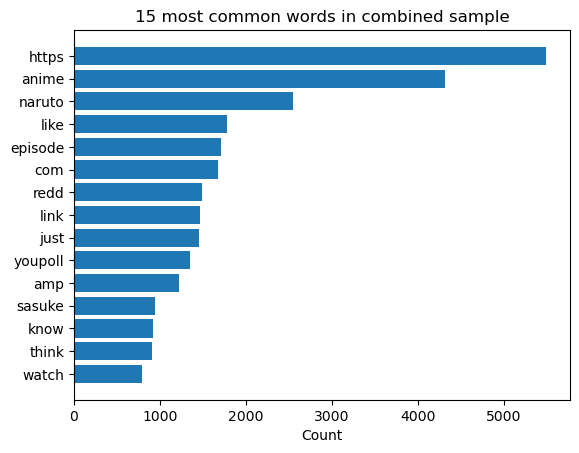 15 most common words in combined sample
https
anime
naruto
like
episode
com
redd
link
just
youpoll
amp
sasuke
know
think
watch
0 1000 2000 3000 4000 5000
Count